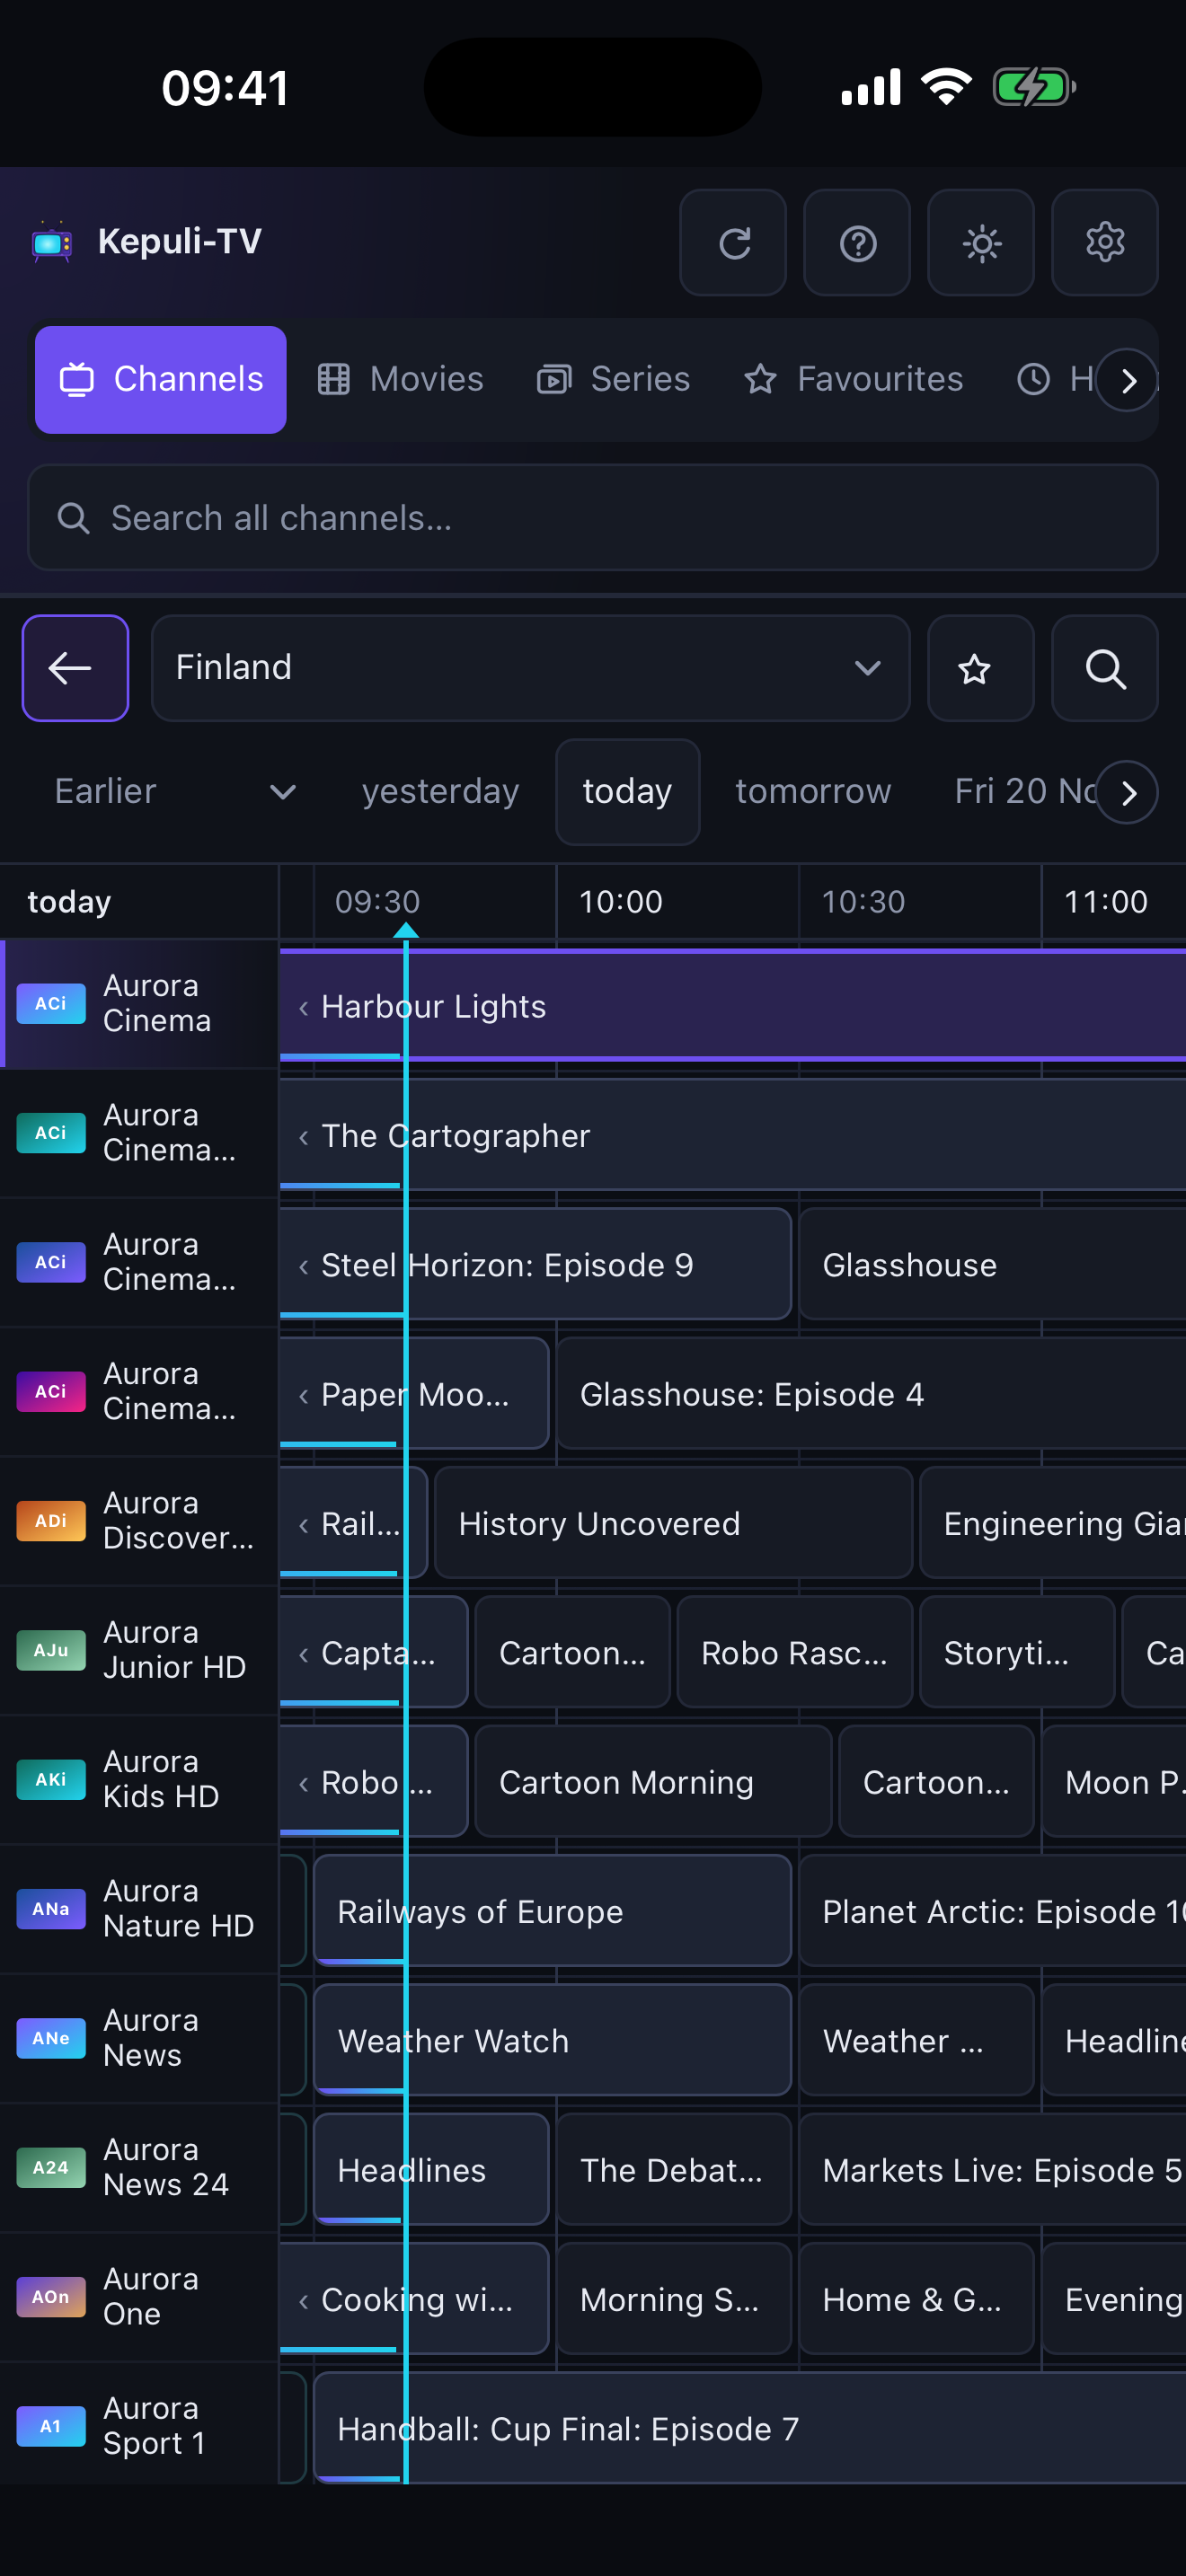 09:41
Kepuli-TV
Channels
Movies
Series
Favourites
H
Search all channels...
Finland
Earlier
yesterday
today
tomorrow
Fri 20 No
today
09:30
10:00
10:30
11:00
ACi
Aurora
Cinema
‹ Harbour Lights
ACi
Aurora
Cinema...
‹ The Cartographer
ACi
Aurora
Cinema...
‹ Steel Horizon: Episode 9
Glasshouse
ACi
Aurora
Cinema...
‹ Paper Moo...
Glasshouse: Episode 4
ADi
Aurora
Discover...
‹ Rail...
History Uncovered
Engineering Gia
AJu
Aurora
Junior HD
‹ Capta...
Cartoon...
Robo Rasc...
Storyti...
Ca
AKi
Aurora
Kids HD
‹ Robo ...
Cartoon Morning
Cartoon...
Moon P.
ANa
Aurora
Nature HD
Railways of Europe
Planet Arctic: Episode 10
ANe
Aurora
News
Weather Watch
Weather ...
Headline
A24
Aurora
News 24
Headlines
The Debat...
Markets Live: Episode 5
AOn
Aurora
One
‹ Cooking wi...
Morning S...
Home & G...
Evening
A1
Aurora
Sport 1
Handball: Cup Final: Episode 7